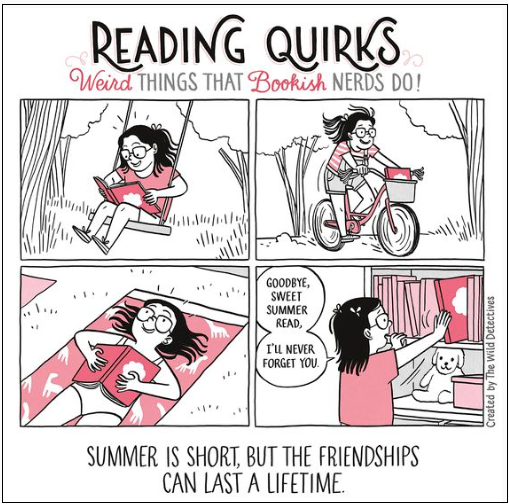 READING QUIRKS
Weird THINGS THAT Bookish NERDS DO!
GOODBYE,
SWEET
SUMMER
READ,
I'LL NEVER
FORGET YOU.
Created by The Wild Detectives
SUMMER IS SHORT, BUT THE FRIENDSHIPS
CAN LAST A LIFETIME.